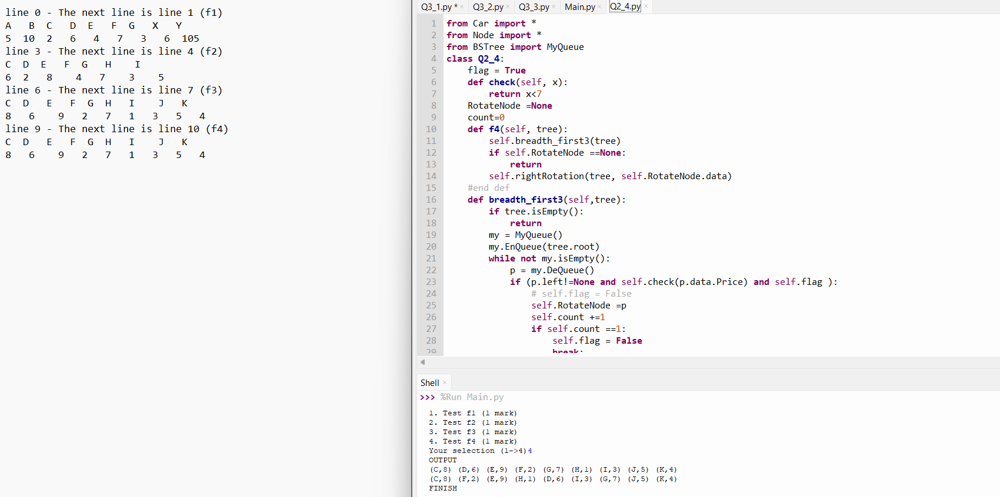 line 0 - The next line is line 1 (f1)
A B C D E F G X Y
5 10 2 6 4 7 3 6 105
line 3 - The next line is line 4 (f2)
C D E F G H I
6 2 8 4 7 3 5
line 6 - The next line is line 7 (f3)
C D E F G H I J K
8 6 9 2 7 1 3 5 4
line 9 - The next line is line 10 (f4)
C D E F G H I J K
8 6 9 2 7 1 3 5 4
Q3_1.py * × Q3_2.py × Q3_3.py × Main.py × Q2_4.py ×
1 from Car import *
2 from Node import *
3 from BSTree import MyQueue
4 class Q2_4:
5     flag = True
6     def check(self, x):
7         return x<7
8     RotateNode =None
9     count=0
10     def f4(self, tree):
11         self.breadth_first3(tree)
12         if self.RotateNode ==None:
13             return
14         self.rightRotation(tree, self.RotateNode.data)
15     #end def
16     def breadth_first3(self,tree):
17         if tree.isEmpty():
18             return
19         my = MyQueue()
20         my.EnQueue(tree.root)
21         while not my.isEmpty():
22             p = my.DeQueue()
23             if (p.left!=None and self.check(p.data.Price) and self.flag ):
24                 # self.flag = False
25                 self.RotateNode =p
26                 self.count +=1
27                 if self.count ==1:
28                     self.flag = False
29                     break;
Shell ×
>>> %Run Main.py
1. Test f1 (1 mark)
2. Test f2 (1 mark)
3. Test f3 (1 mark)
4. Test f4 (1 mark)
Your selection (1->4)4
OUTPUT
(C,8) (D,6) (E,9) (F,2) (G,7) (H,1) (I,3) (J,5) (K,4)
(C,8) (F,2) (E,9) (H,1) (D,6) (I,3) (G,7) (J,5) (K,4)
FINISH